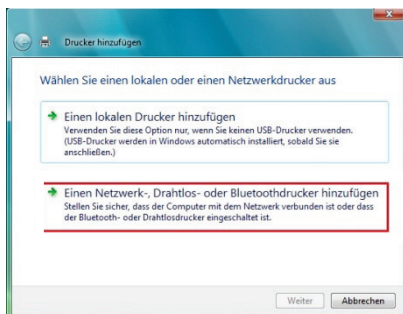 Drucker hinzufügen
Wählen Sie einen lokalen oder einen Netzwerkdrucker aus
Einen lokalen Drucker hinzufügen
Verwenden Sie diese Option nur, wenn Sie keinen USB-Drucker verwenden.
(USB-Drucker werden in Windows automatisch installiert, sobald Sie sie
anschließen.)
Einen Netzwerk-, Drahtlos- oder Bluetoothdrucker hinzufügen
Stellen Sie sicher, dass der Computer mit dem Netzwerk verbunden ist oder dass
der Bluetooth- oder Drahtlosdrucker eingeschaltet ist.
Weiter Abbrechen